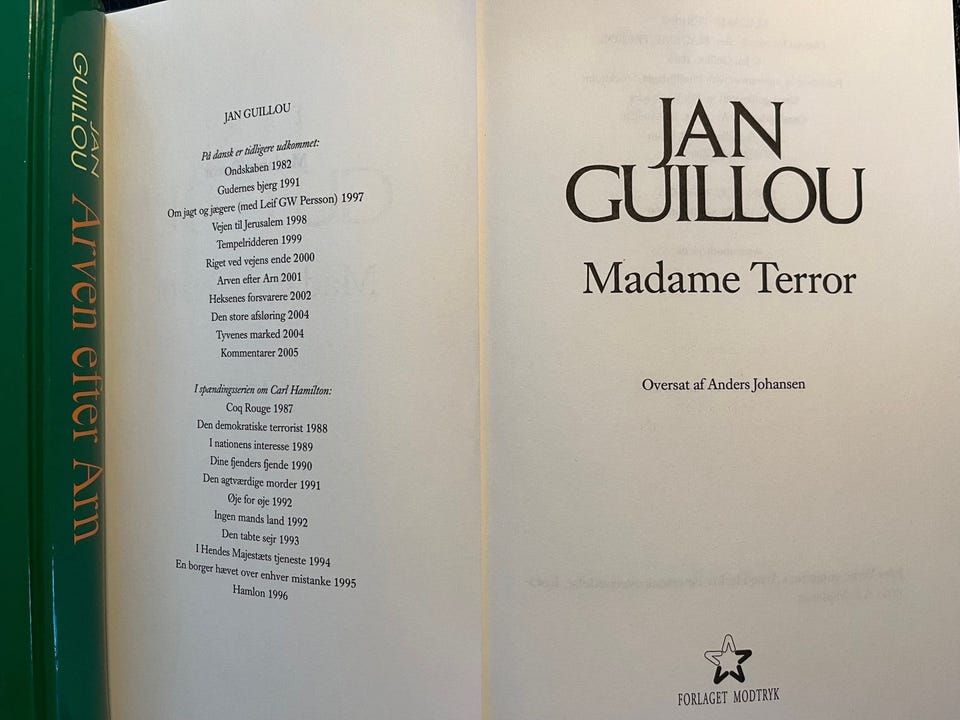 JAN
GUILLOU
Arven efter Arn
JAN GUILLOU
På dansk er tidligere udkommet:
Ondskaben 1982
Gudernes bjerg 1991
Om jagt og jægere (med Leif GW Persson) 1997
Vejen til Jerusalem 1998
Tempelridderen 1999
Riget ved vejens ende 2000
Arven efter Arn 2001
Heksenes forsvarere 2002
Den store afsløring 2004
Tyvenes marked 2004
Kommentarer 2005
I spændingsserien om Carl Hamilton:
Coq Rouge 1987
Den demokratiske terrorist 1988
I nationens interesse 1989
Dine fjenders fjende 1990
Den agtværdige morder 1991
Øje for øje 1992
Ingen mands land 1992
Den tabte sejr 1993
I Hendes Majestæts tjeneste 1994
En borger hævet over enhver mistanke 1995
Hamlon 1996
JAN
GUILLOU
Madame Terror
Oversat af Anders Johansen
FORLAGET MODTRYK